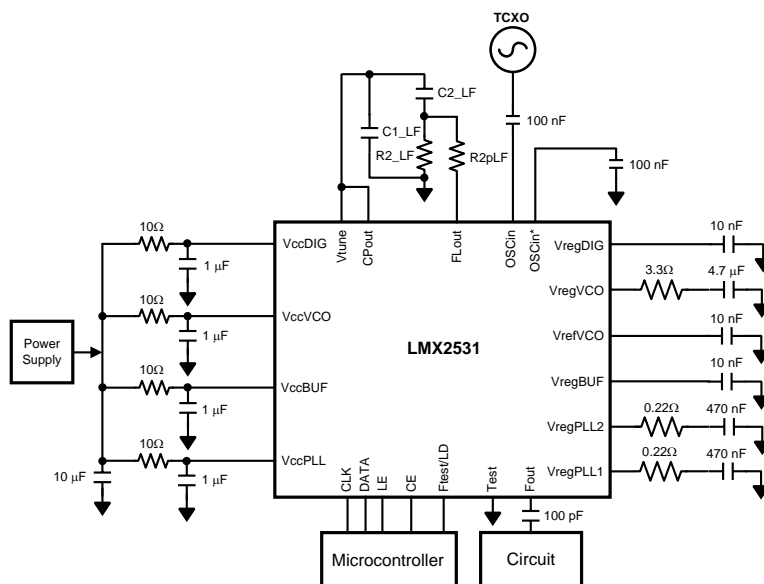 TCXO
C2_LF
100 nF
C1_LF
R2_LF
R2pLF
100 nF
10Ω
VccDIG
1 µF
Vtune
CPout
FLout
OSCin
OSCin*
VregDIG
10 nF
VregVCO
3.3Ω
4.7 µF
10Ω
VccVCO
1 µF
LMX2531
VrefVCO
10 nF
Power
Supply
10Ω
VccBUF
1 µF
VregBUF
10 nF
VregPLL2
0.22Ω
470 nF
10Ω
VccPLL
1 µF
10 µF
VregPLL1
0.22Ω
470 nF
CLK
DATA
LE
CE
Ftest/LD
Test
Fout
100 pF
Microcontroller
Circuit